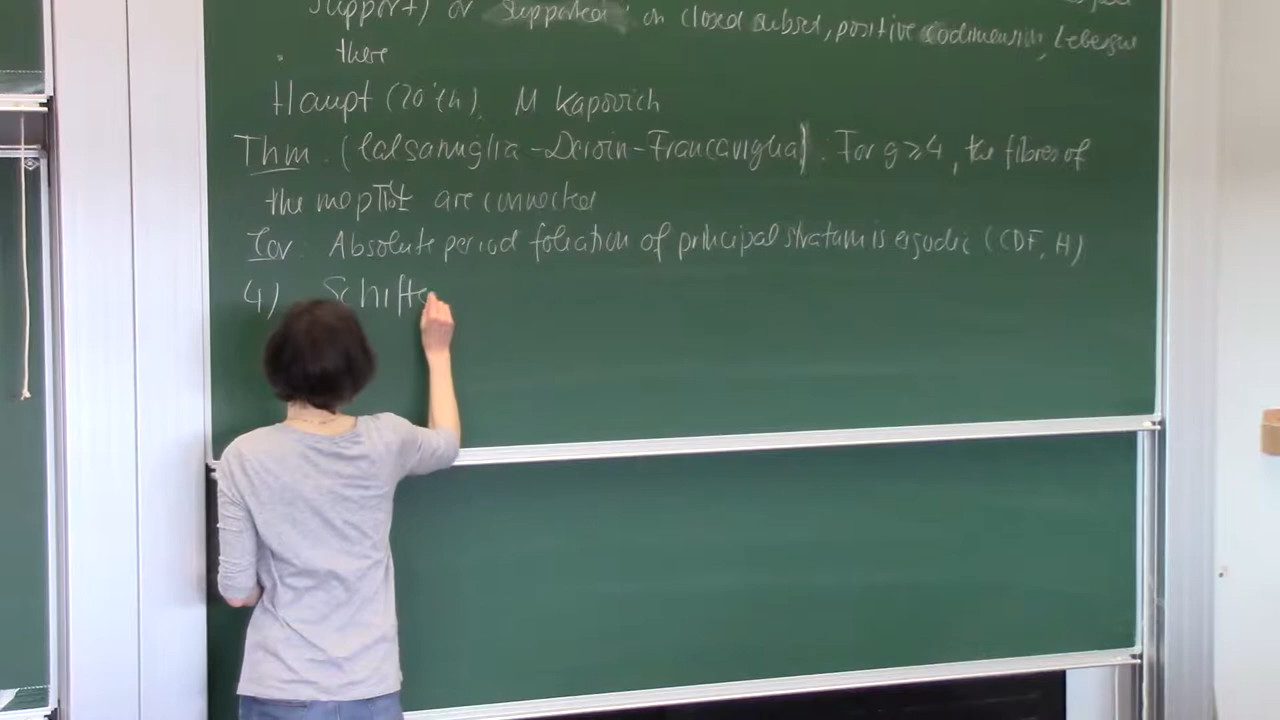 support) or supported on closed subset, positive codimension, Lebesgue
there
Haupt (20'th), M Kapovich
Thm. (Calsamiglia-Deroin-Francaviglia). For g ≥ 4, the fibres of
the map are connected
Cor. Absolute period foliation of principal stratum is ergodic (CDF, H)
4) Schiffe